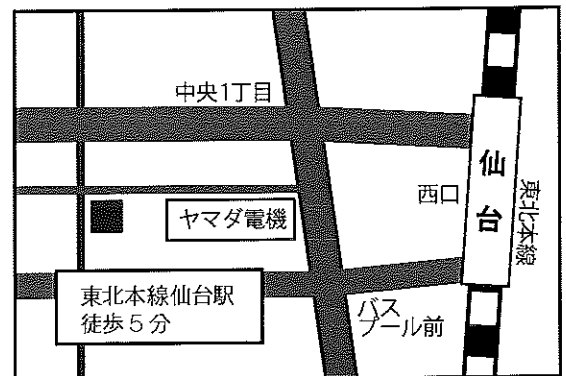 中央1丁目
仙台
西口
東北本線
ヤマダ電機
東北本線仙台駅
徒歩5分
バス
プール前